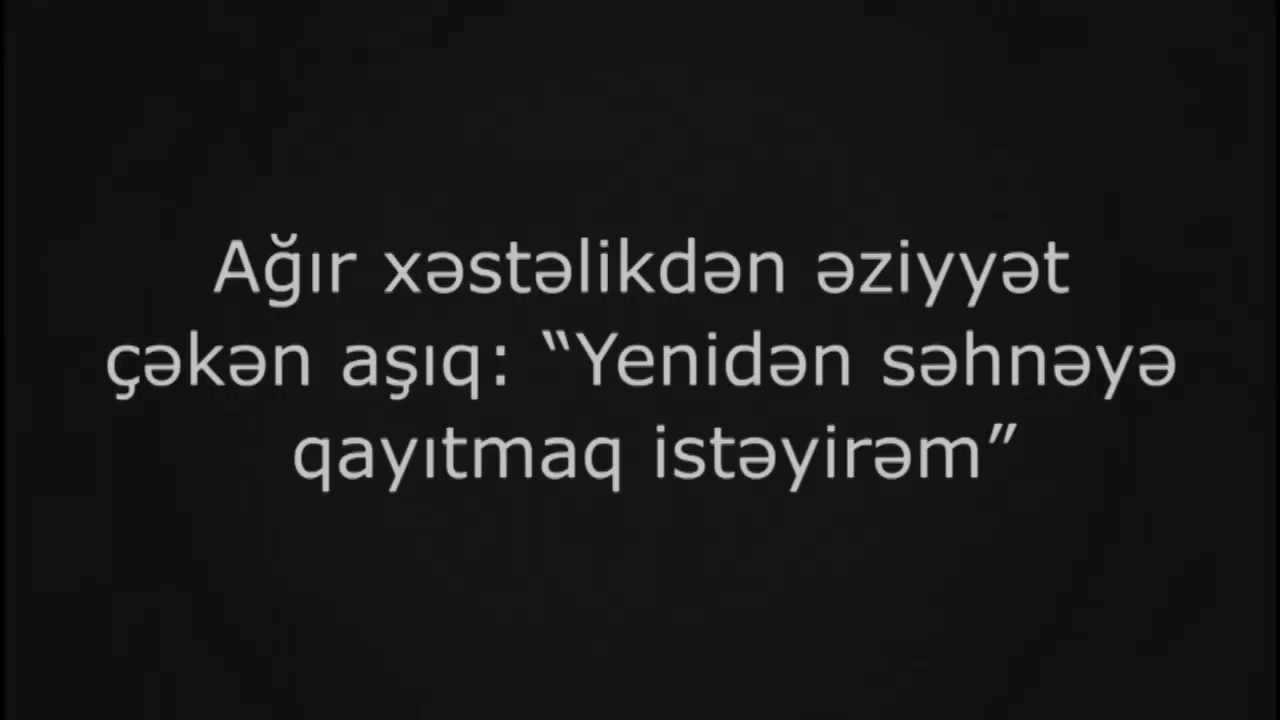 Ağır xəstəlikdən əziyyət
çəkən aşıq: “Yenidən səhnəyə
qayıtmaq istəyirəm”